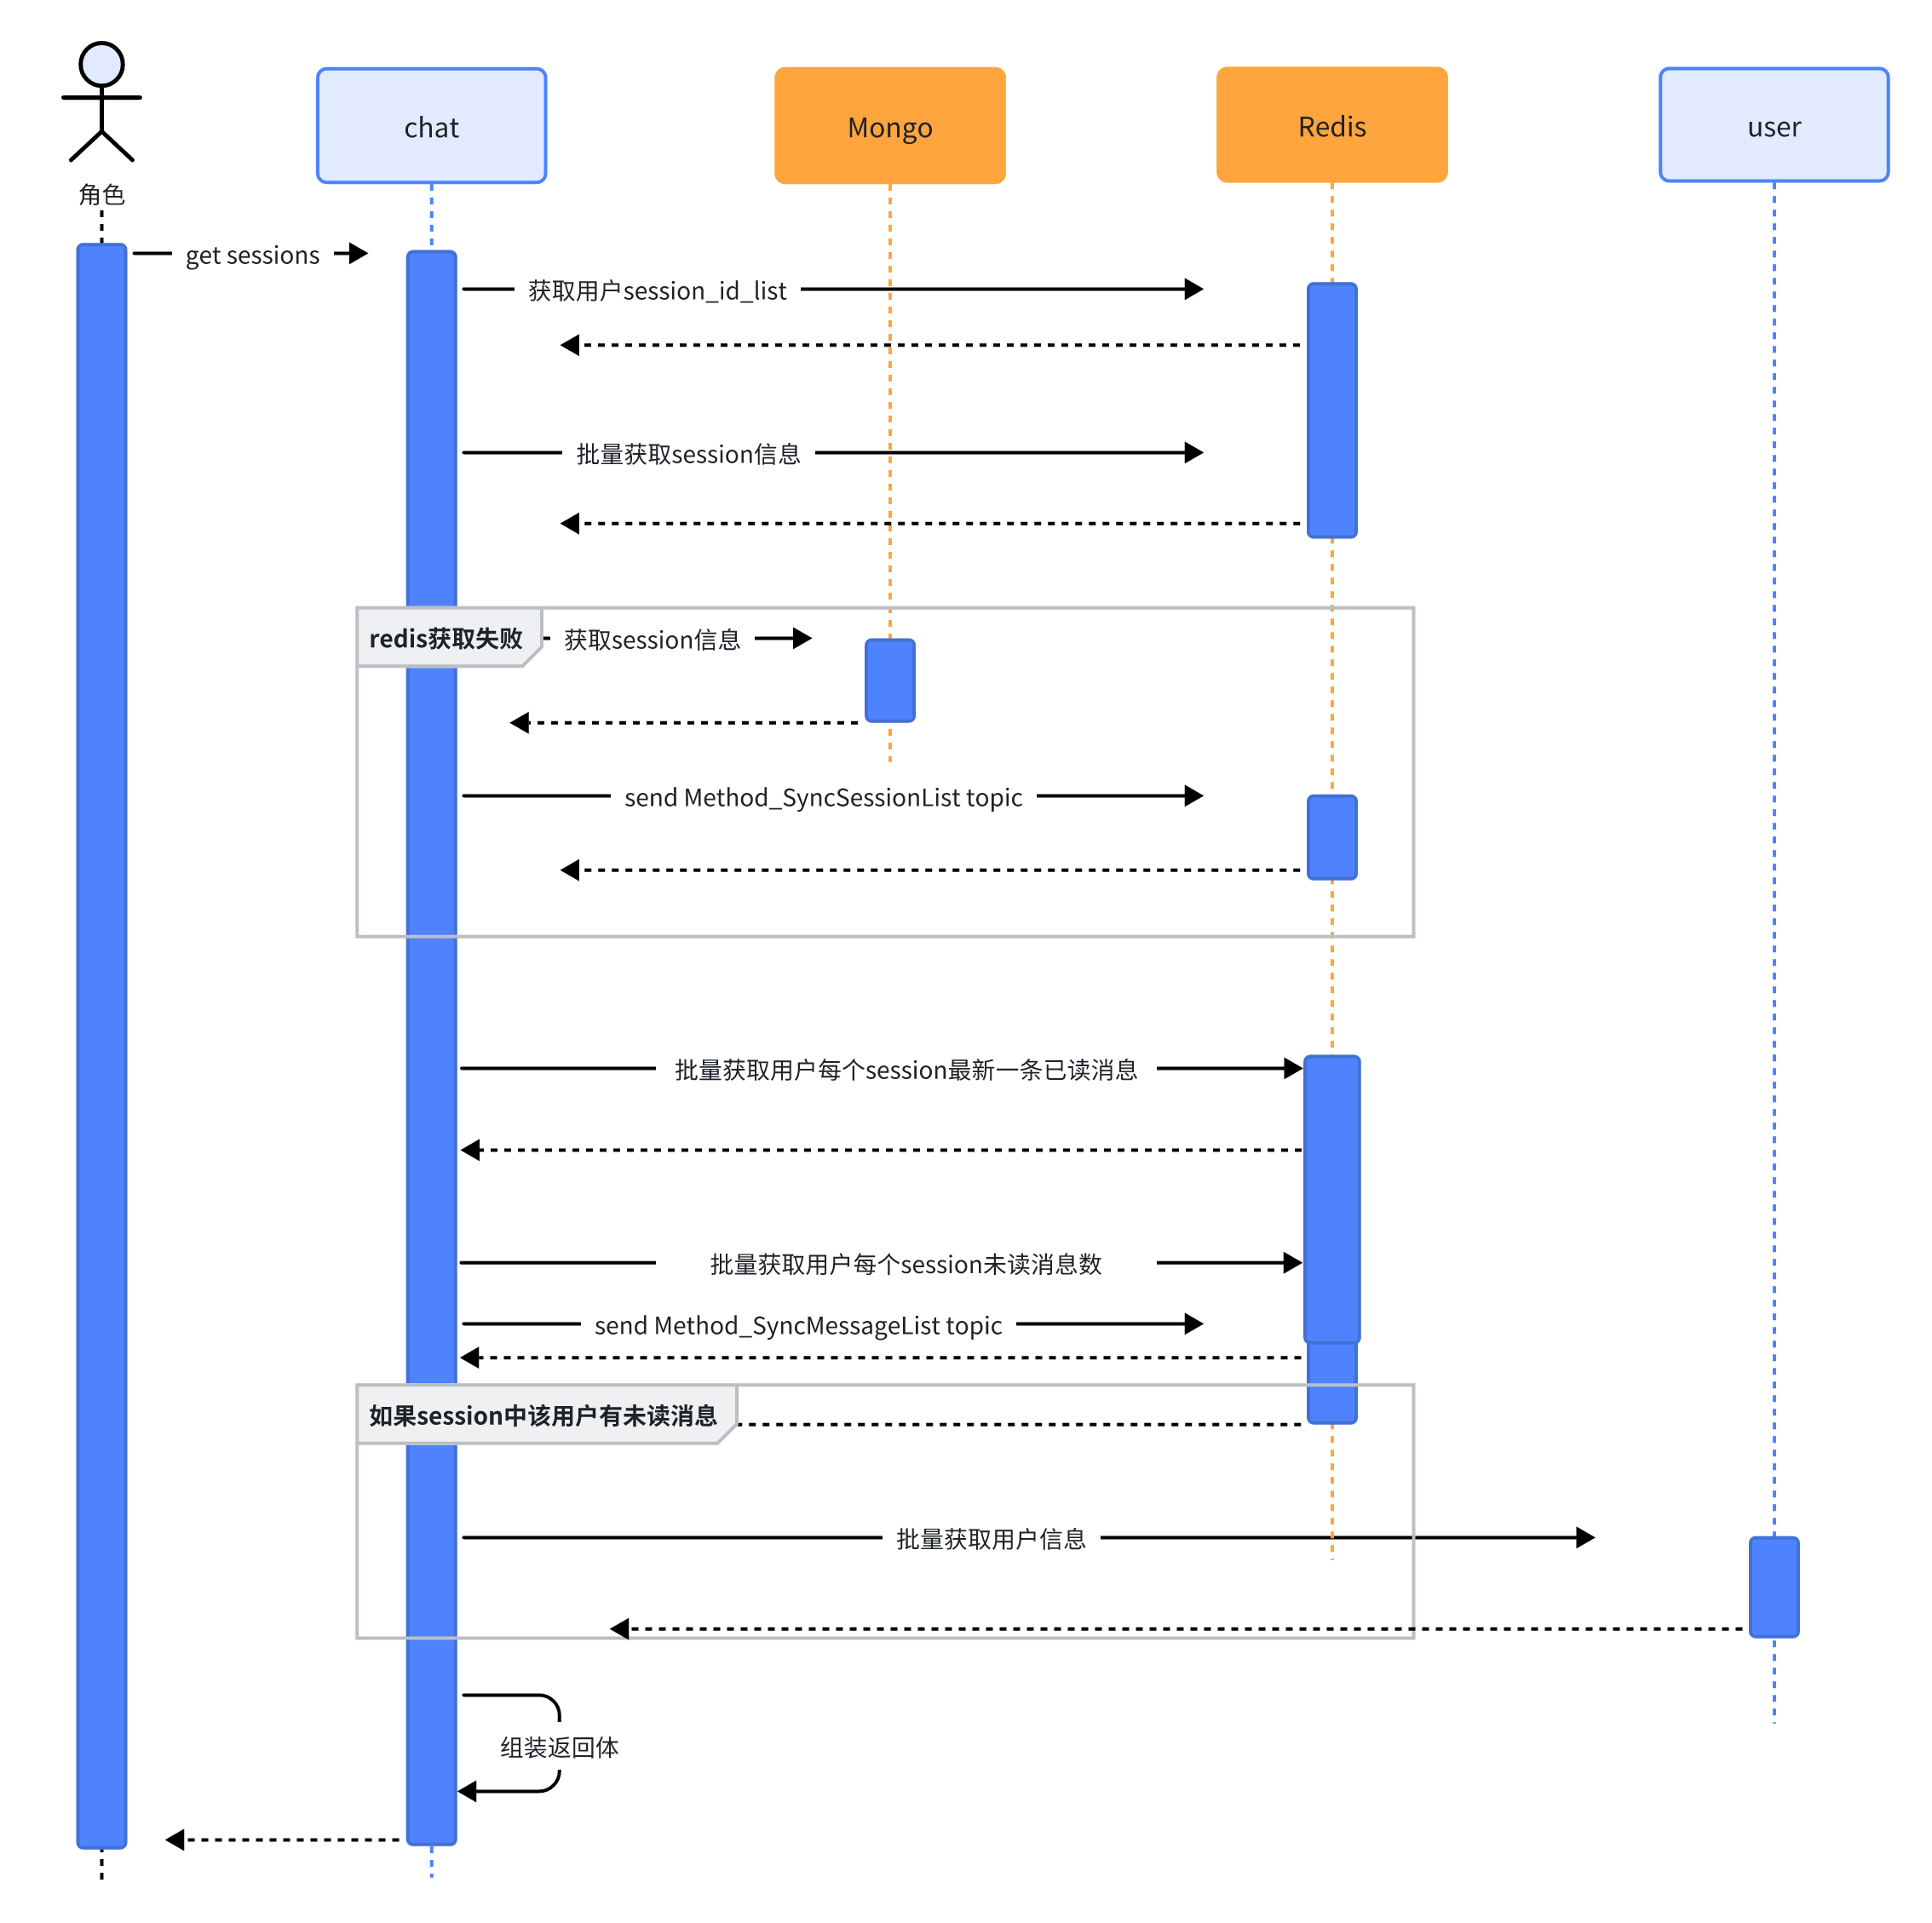 chat
Mongo
Redis
user
角色
get sessions
获取用户session_id_list
批量获取session信息
redis获取失败
获取session信息
send Method_SyncSessionList topic
批量获取用户每个session最新一条已读消息
批量获取用户每个session未读消息数
send Method_SyncMessageList topic
如果session中该用户有未读消息
批量获取用户信息
组装返回体